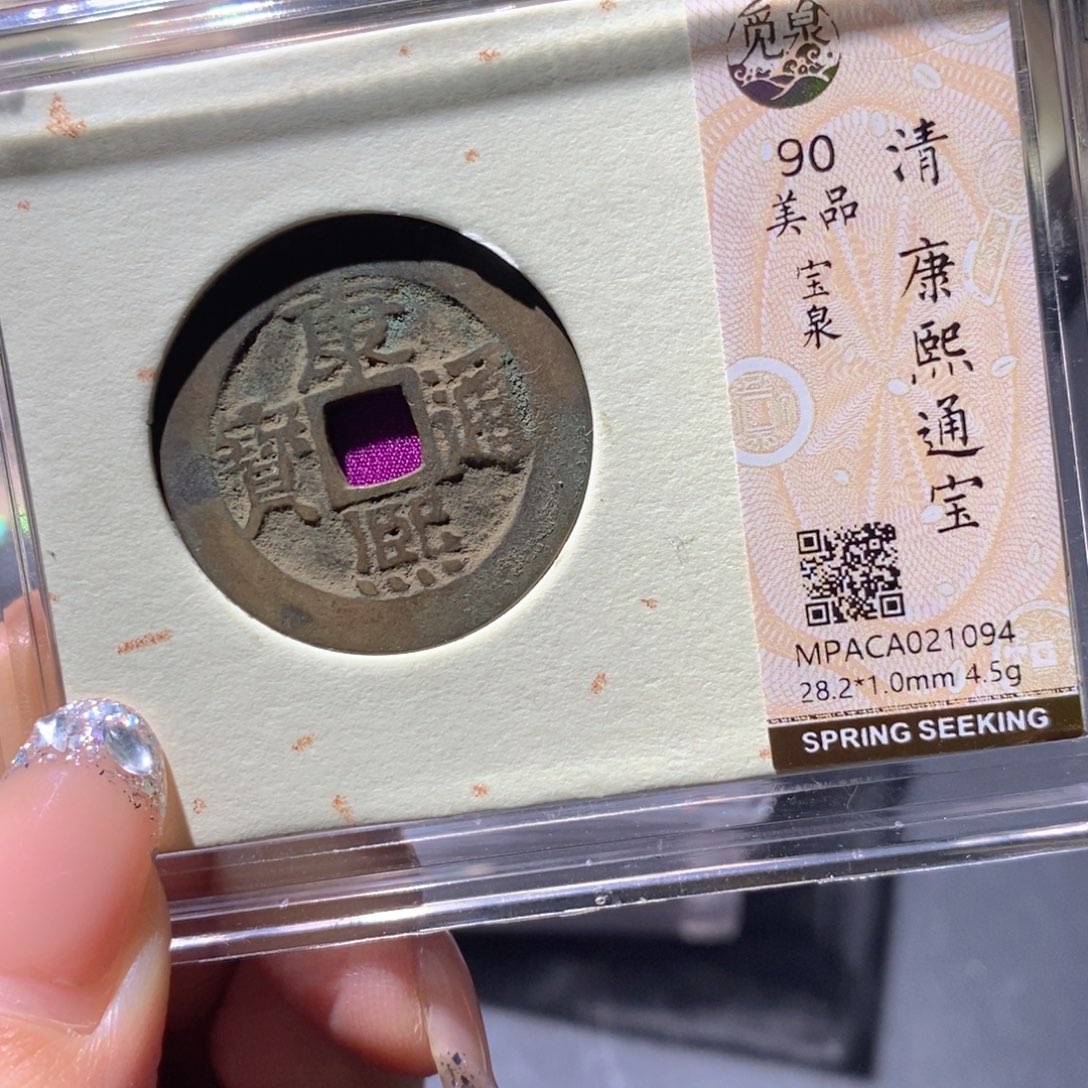 康熙通寶
觅泉
90
美品
宝泉
清
康熙通宝
MPACA021094
28.2*1.0mm 4.5g
SPRING SEEKING